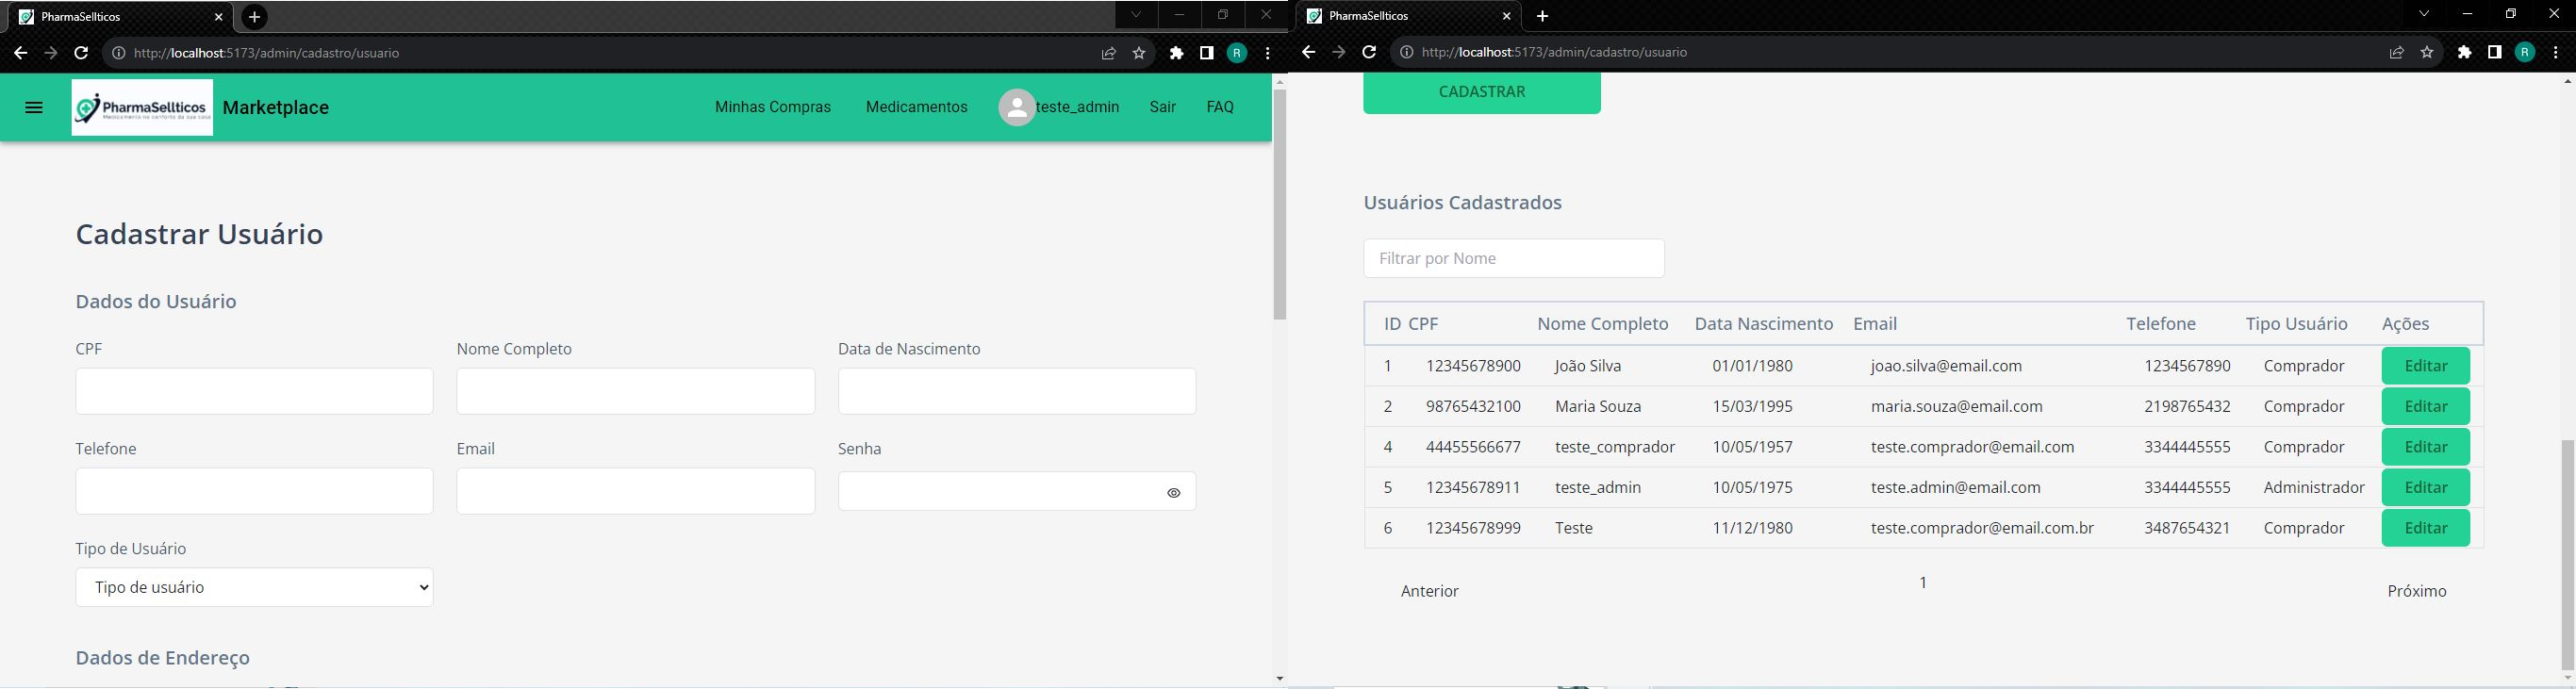 PharmaSellticos
http://localhost:5173/admin/cadastro/usuario
R
PharmaSellticos
Medicamento no conforto da sua casa
Marketplace
Minhas Compras
Medicamentos
teste_admin
Sair
FAQ
Cadastrar Usuário
Dados do Usuário
CPF Nome Completo Data de Nascimento
Telefone Email Senha
Tipo de Usuário
Tipo de usuário
Dados de Endereço
PharmaSellticos
http://localhost:5173/admin/cadastro/usuario
R
CADASTRAR
Usuários Cadastrados
Filtrar por Nome
ID CPF Nome Completo Data Nascimento Email Telefone Tipo Usuário Ações
1 12345678900 João Silva 01/01/1980 joao.silva@email.com 1234567890 Comprador Editar
2 98765432100 Maria Souza 15/03/1995 maria.souza@email.com 2198765432 Comprador Editar
4 44455566677 teste_comprador 10/05/1957 teste.comprador@email.com 3344445555 Comprador Editar
5 12345678911 teste_admin 10/05/1975 teste.admin@email.com 3344445555 Administrador Editar
6 12345678999 Teste 11/12/1980 teste.comprador@email.com.br 3487654321 Comprador Editar
Anterior 1 Próximo